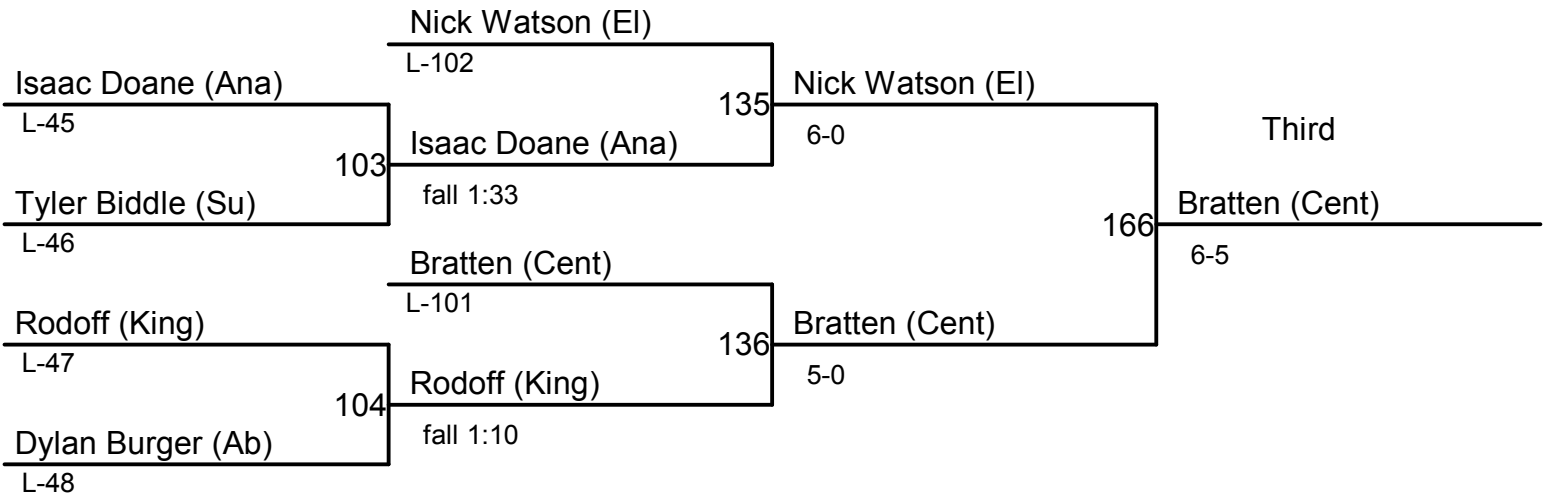 Nick Watson (El)
L-102
Isaac Doane (Ana)
L-45
135
Nick Watson (El)
6-0
Third
103
Isaac Doane (Ana)
fall 1:33
Tyler Biddle (Su)
L-46
166
Bratten (Cent)
6-5
Bratten (Cent)
L-101
Rodoff (King)
L-47
136
Bratten (Cent)
5-0
104
Rodoff (King)
fall 1:10
Dylan Burger (Ab)
L-48